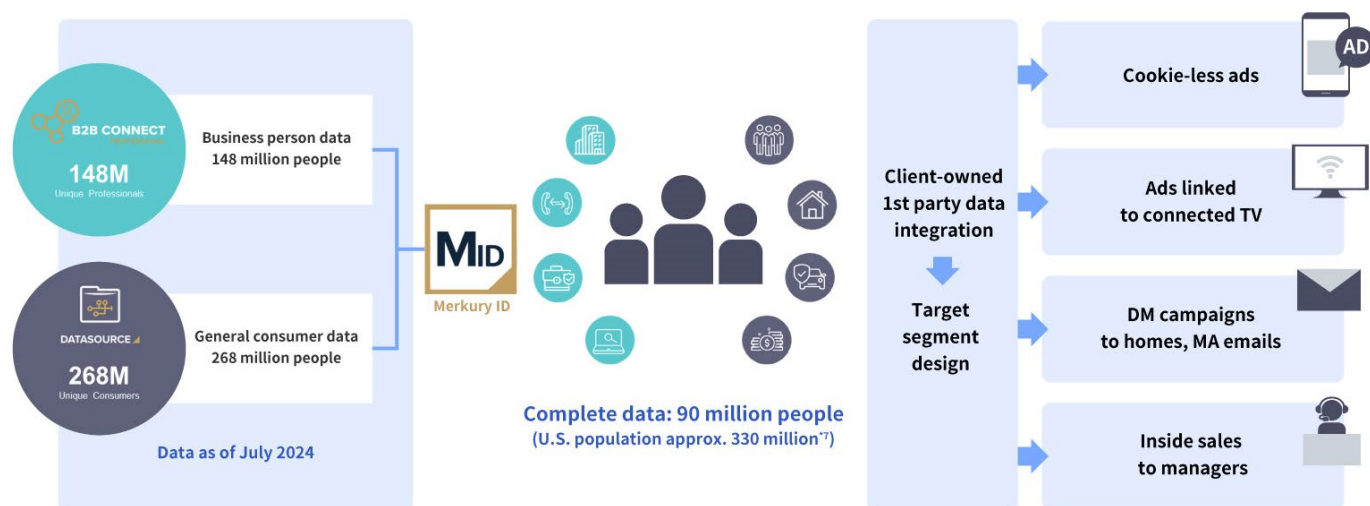 B2B CONNECT
148M
Unique Professionals
Business person data
148 million people
DATASOURCE
268M
Unique Consumers
General consumer data
268 million people
Data as of July 2024
MID
Merkury ID
Complete data: 90 million people
(U.S. population approx. 330 million*7)
Client-owned
1st party data
integration
Target
segment
design
Cookie-less ads
AD
Ads linked
to connected TV
DM campaigns
to homes, MA emails
Inside sales
to managers